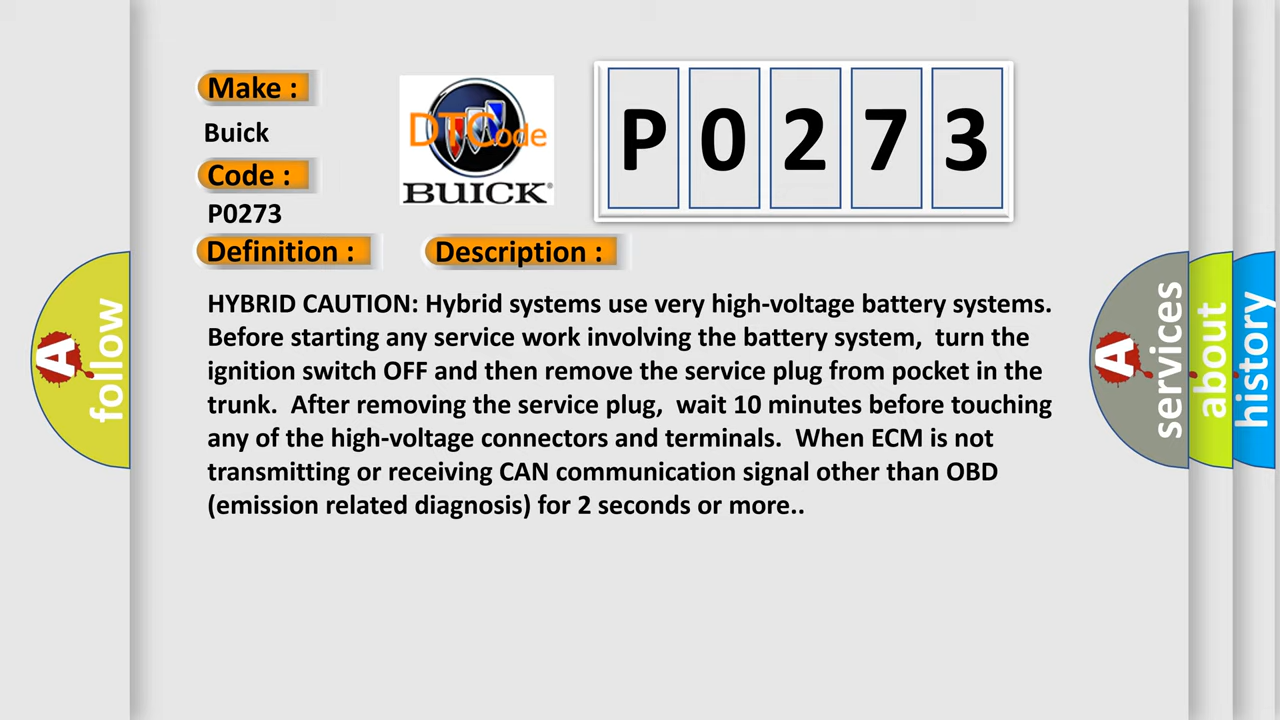 Make :
Buick
Code :
P0273
Definition :
Description :
DTCode
BUICK®
P0273
HYBRID CAUTION: Hybrid systems use very high-voltage battery systems.
Before starting any service work involving the battery system,  turn the
ignition switch OFF and then remove the service plug from pocket in the
trunk.  After removing the service plug,  wait 10 minutes before touching
any of the high-voltage connectors and terminals.  When ECM is not
transmitting or receiving CAN communication signal other than OBD
(emission related diagnosis) for 2 seconds or more..
A
follow
A
services
about
history